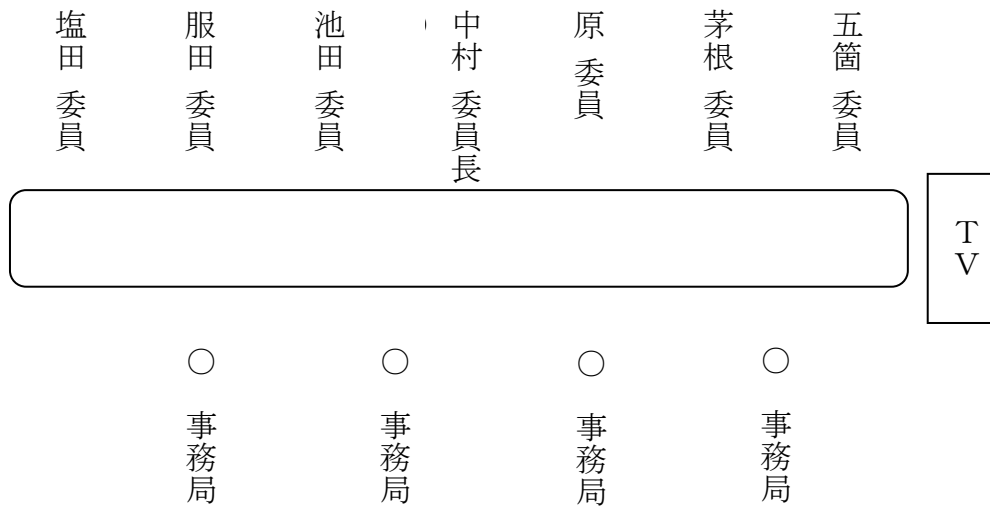 五箇 委員
茅根 委員
原 委員
中村 委員長
池田 委員
服田 委員
塩田 委員
TV
○ 事務局
○ 事務局
○ 事務局
○ 事務局